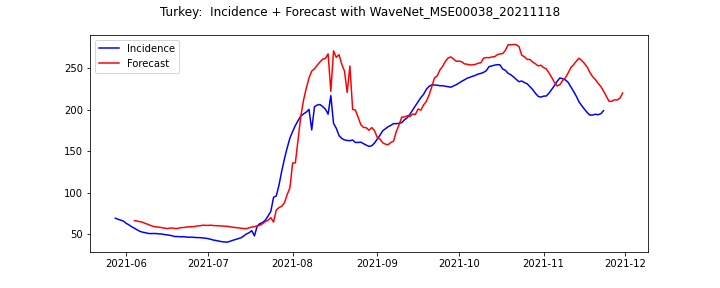 Turkey:  Incidence + Forecast with WaveNet_MSE00038_20211118
Incidence
Forecast
250
200
150
100
50
2021-06 2021-07 2021-08 2021-09 2021-10 2021-11 2021-12